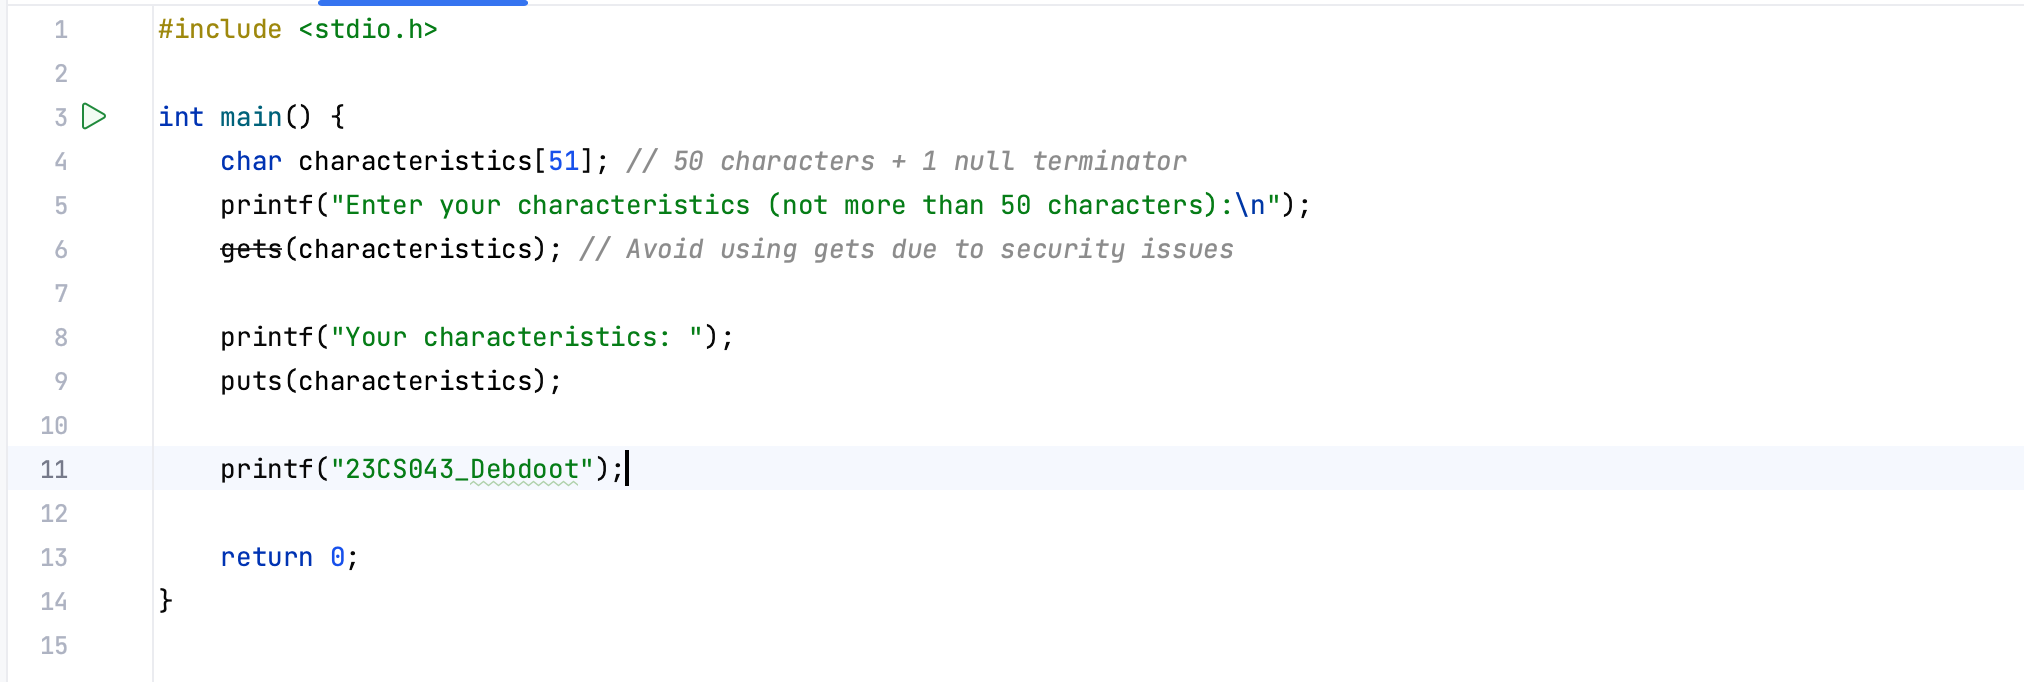 1 #include <stdio.h>
2
3 int main() {
4 char characteristics[51]; // 50 characters + 1 null terminator
5 printf("Enter your characteristics (not more than 50 characters):\n");
6 gets(characteristics); // Avoid using gets due to security issues
7
8 printf("Your characteristics: ");
9 puts(characteristics);
10
11 printf("23CS043_Debdoot");
12
13 return 0;
14 }
15